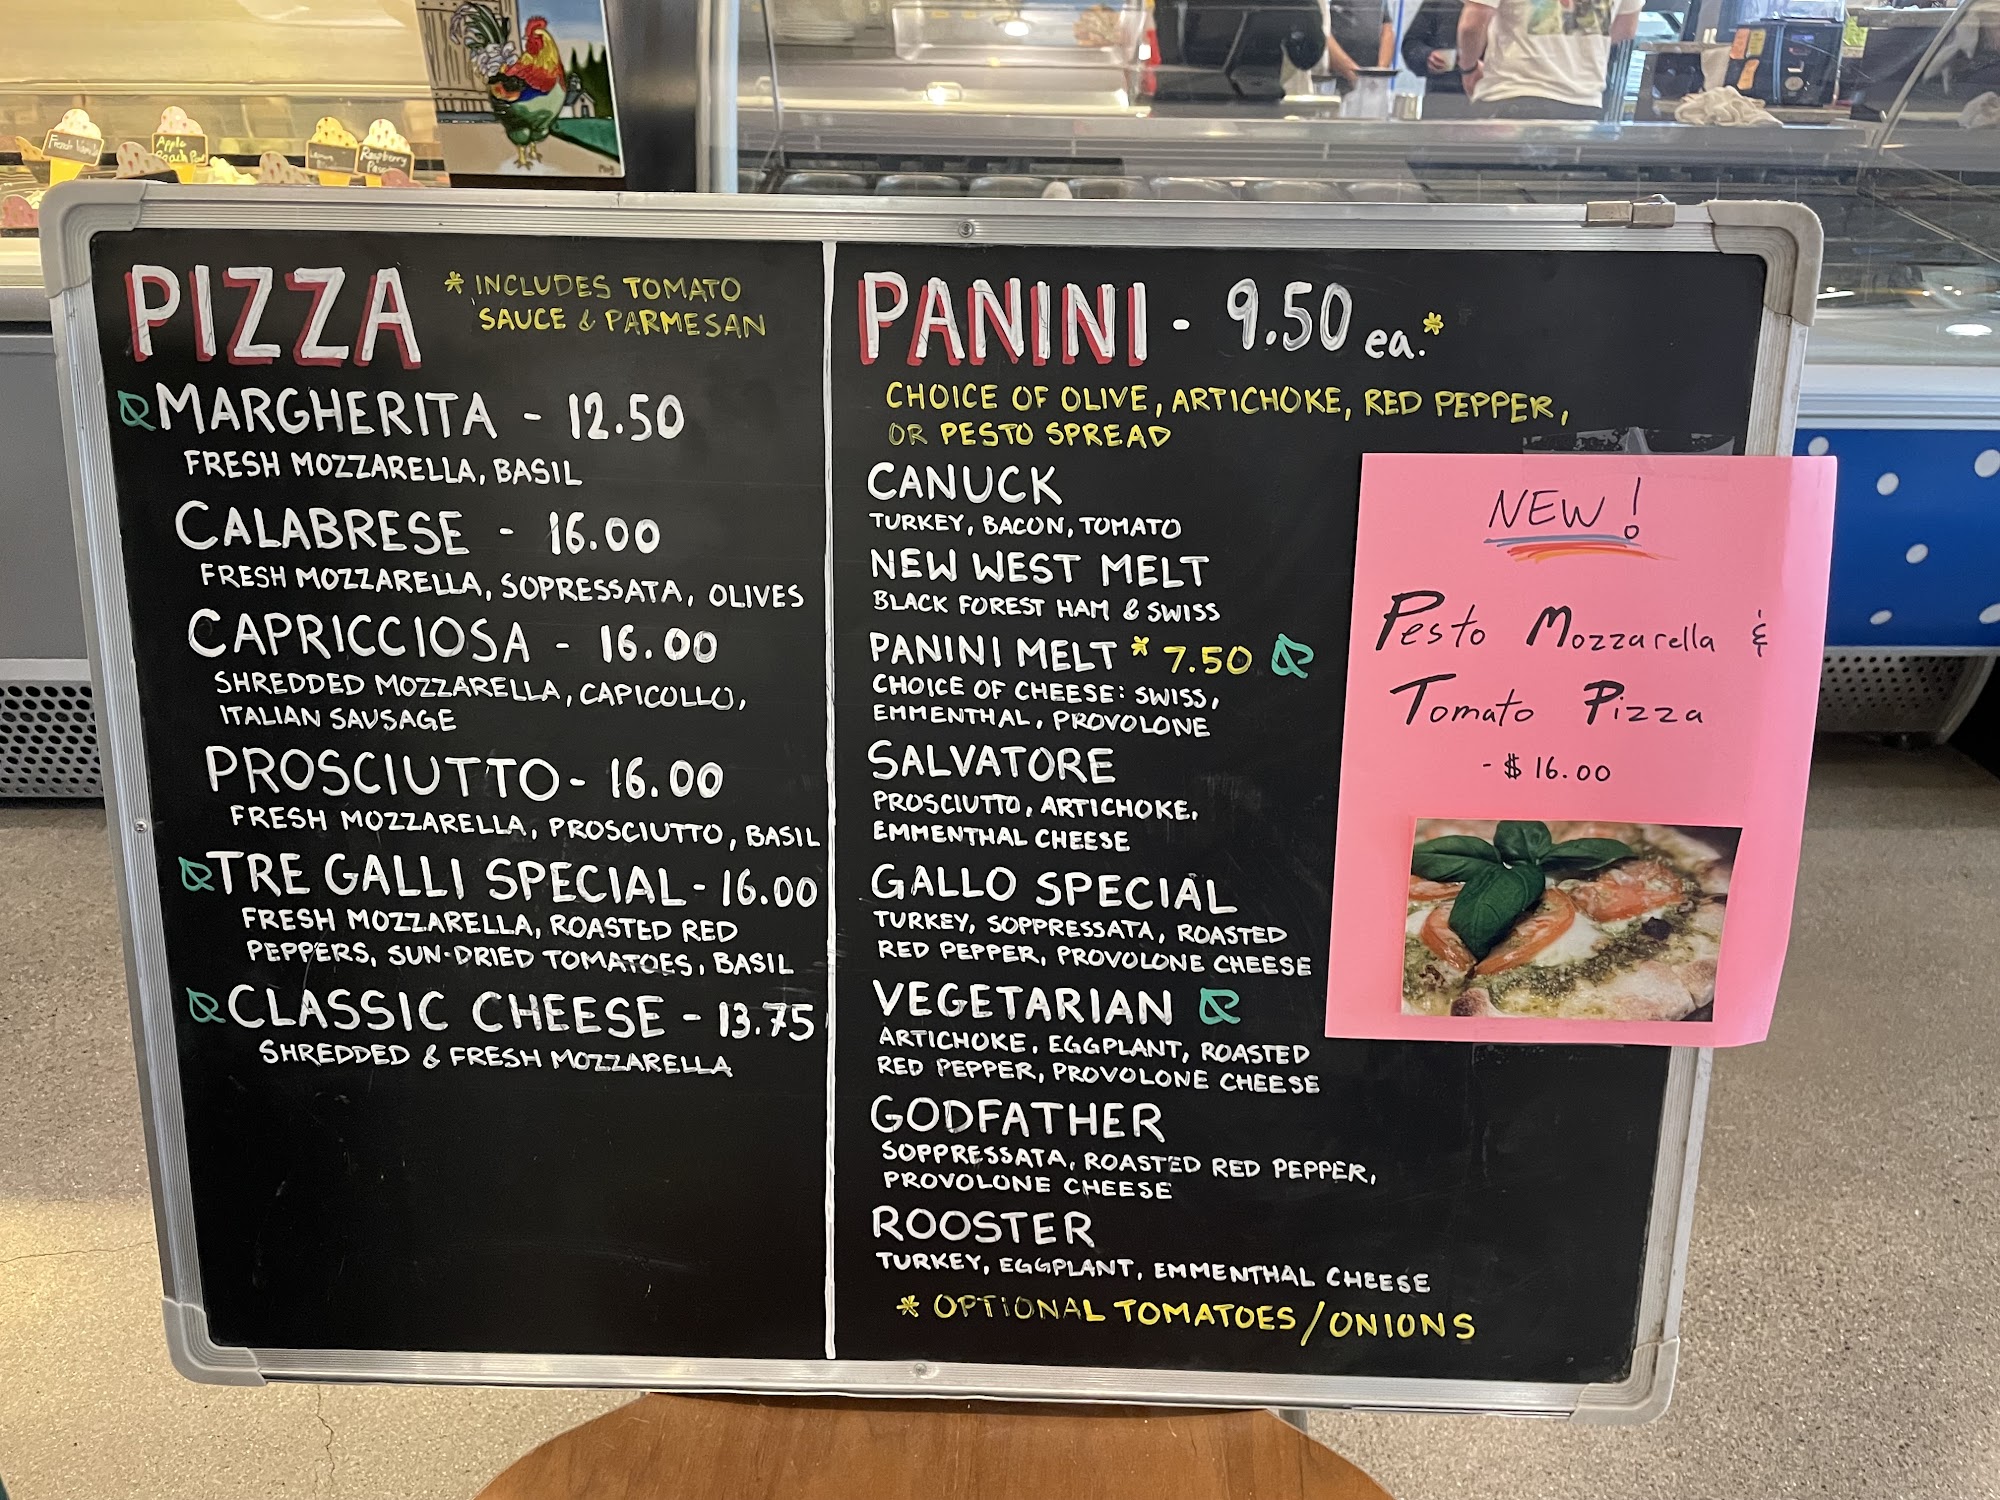 PIZZA
* INCLUDES TOMATO
SAUCE & PARMESAN
MARGHERITA - 12.50
FRESH MOZZARELLA, BASIL
CALABRESE - 16.00
FRESH MOZZARELLA, SOPRESSATA, OLIVES
CAPRICCIOSA - 16.00
SHREDDED MOZZARELLA, CAPICOLLO,
ITALIAN SAUSAGE
PROSCIUTTO - 16.00
FRESH MOZZARELLA, PROSCIUTTO, BASIL
TRE GALLI SPECIAL - 16.00
FRESH MOZZARELLA, ROASTED RED
PEPPERS, SUN-DRIED TOMATOES, BASIL
CLASSIC CHEESE - 13.75
SHREDDED & FRESH MOZZARELLA
PANINI - 9.50 ea.*
CHOICE OF OLIVE, ARTICHOKE, RED PEPPER,
OR PESTO SPREAD
CANUCK
TURKEY, BACON, TOMATO
NEW WEST MELT
BLACK FOREST HAM & SWISS
PANINI MELT * 7.50
CHOICE OF CHEESE: SWISS,
EMMENTHAL, PROVOLONE
SALVATORE
PROSCIUTTO, ARTICHOKE,
EMMENTHAL CHEESE
GALLO SPECIAL
TURKEY, SOPPRESSATA, ROASTED
RED PEPPER, PROVOLONE CHEESE
VEGETARIAN
ARTICHOKE, EGGPLANT, ROASTED
RED PEPPER, PROVOLONE CHEESE
GODFATHER
SOPPRESSATA, ROASTED RED PEPPER,
PROVOLONE CHEESE
ROOSTER
TURKEY, EGGPLANT, EMMENTHAL CHEESE
* OPTIONAL TOMATOES/ONIONS
NEW!
Pesto Mozzarella &
Tomato Pizza
- $16.00
Apple
Raspberry